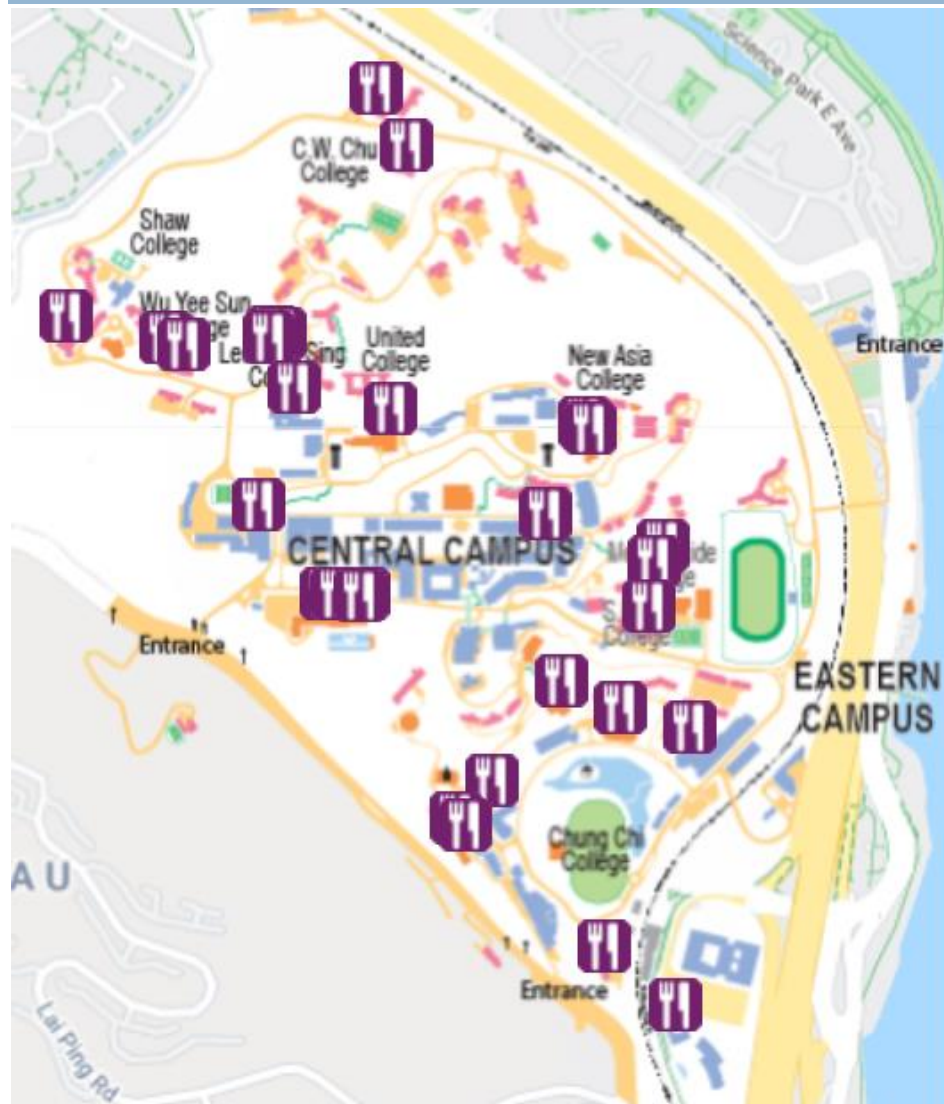 Science Park E Ave
C.W. Chu
College
Shaw
College
Wu Yee Sun
United
College
New Asia
College
Entrance
CENTRAL CAMPUS
College
Entrance
EASTERN
CAMPUS
Chung Chi
College
A U
Entrance
Lai Ping Rd